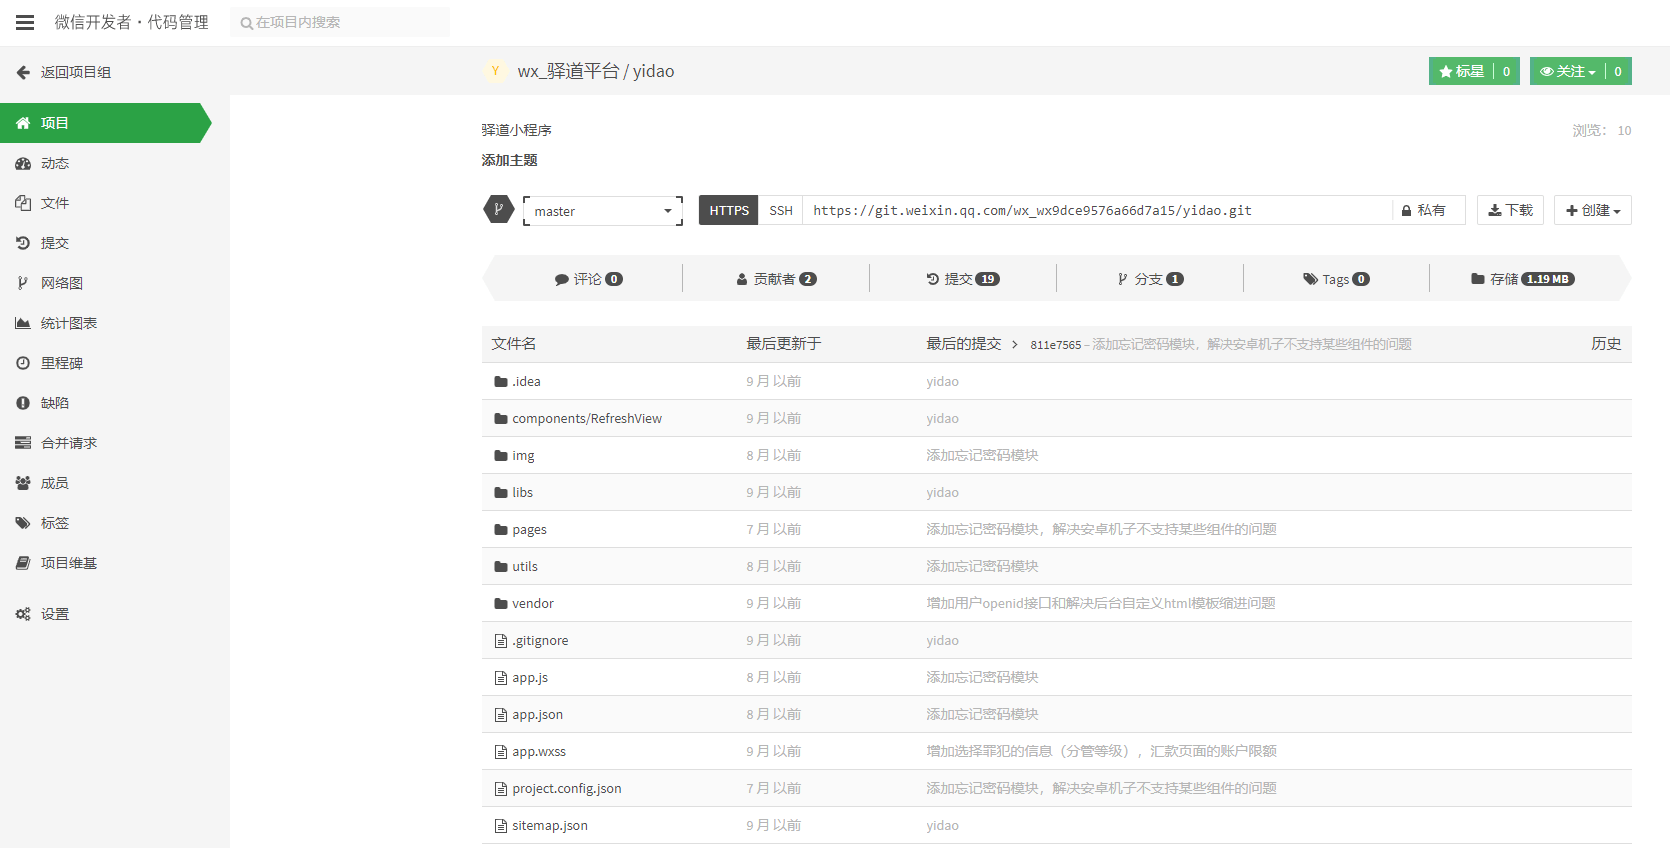 微信开发者·代码管理 在项目内搜索
返回项目组
Y wx_驿道平台 / yidao 标星 0 关注 0
项目
动态
文件
提交
网络图
统计图表
里程碑
缺陷
合并请求
成员
标签
项目维基
设置
驿道小程序 浏览： 10
添加主题
master HTTPS SSH https://git.weixin.qq.com/wx_wx9dce9576a66d7a15/yidao.git 私有 下载 创建
评论 0 贡献者 2 提交 19 分支 1 Tags 0 存储 1.19 MB
文件名 最后更新于 最后的提交 > 811e7565 – 添加忘记密码模块，解决安卓机子不支持某些组件的问题 历史
.idea 9 月 以前 yidao
components/RefreshView 9 月 以前 yidao
img 8 月 以前 添加忘记密码模块
libs 9 月 以前 yidao
pages 7 月 以前 添加忘记密码模块，解决安卓机子不支持某些组件的问题
utils 8 月 以前 添加忘记密码模块
vendor 9 月 以前 增加用户openid接口和解决后台自定义html模板缩进问题
.gitignore 9 月 以前 yidao
app.js 8 月 以前 添加忘记密码模块
app.json 8 月 以前 添加忘记密码模块
app.wxss 9 月 以前 增加选择罪犯的信息（分管等级），汇款页面的账户限额
project.config.json 7 月 以前 添加忘记密码模块，解决安卓机子不支持某些组件的问题
sitemap.json 9 月 以前 yidao